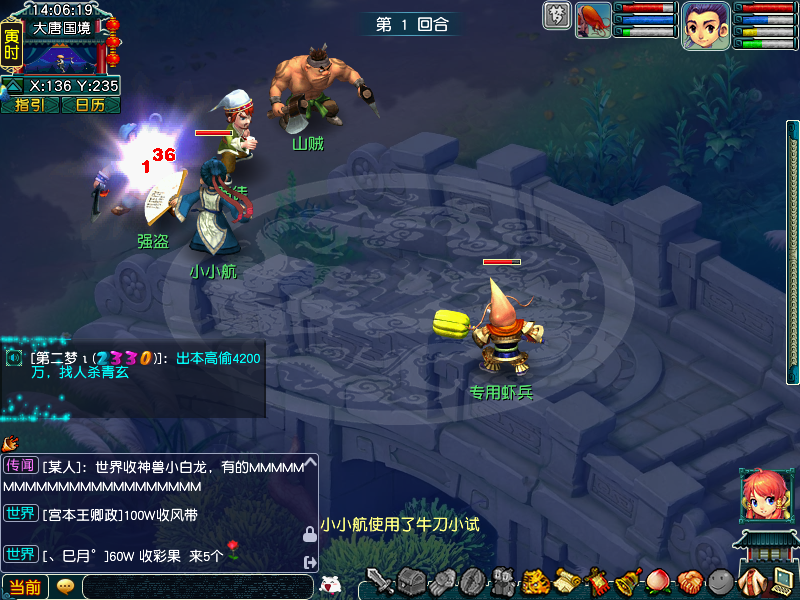 14:06:19
大唐国境
寅时
X:136 Y:235
指引 日历
第 1 回合
梦
山贼
136
强盗
小小航
专用虾兵
[第二梦ι(2330)]：出本高偷4200
万，找人杀青玄
传闻 [某人]：世界收神兽小白龙，有的MMMMM
MMMMMMMMMMMMMMMMMM
世界 [宫本王卿政]100W收风带
世界 [、巳月°]60W 收彩果 来5个
小小航使用了牛刀小试
当前